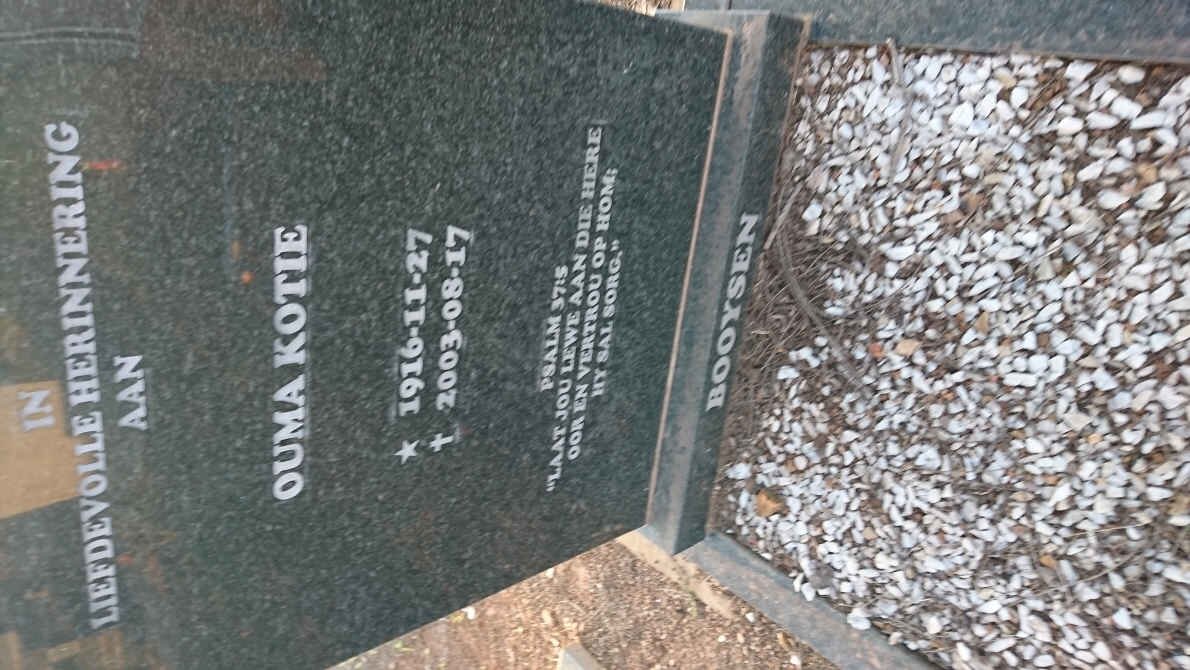 IN
LIEFDEVOLLE HERINNERING
AAN
OUMA KOTIE
★ 1916-11-27
✝ 2003-08-17
PSALM 37:5
"LAAT JOU LEWE AAN DIE HERE
OOR EN VERTROU OP HOM;
HY SAL SORG."
BOOYSEN